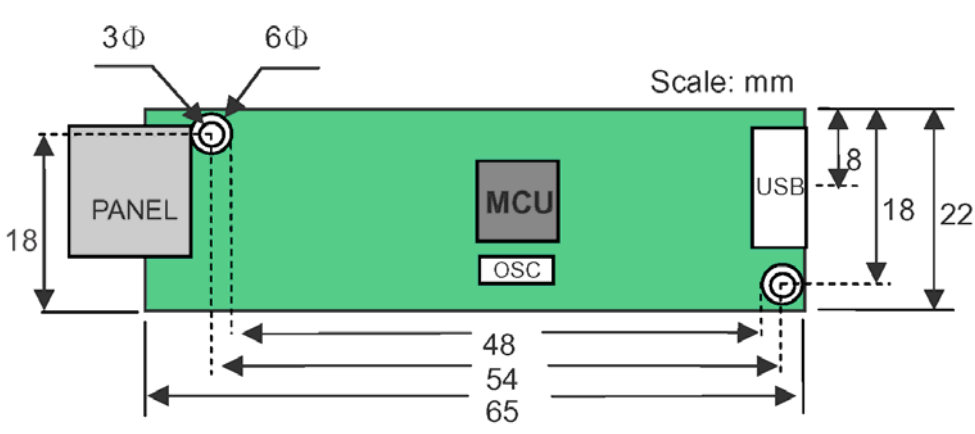 3Φ 6Φ
Scale: mm
8
USB
MCU
PANEL
18 22
18
OSC
48
54
65